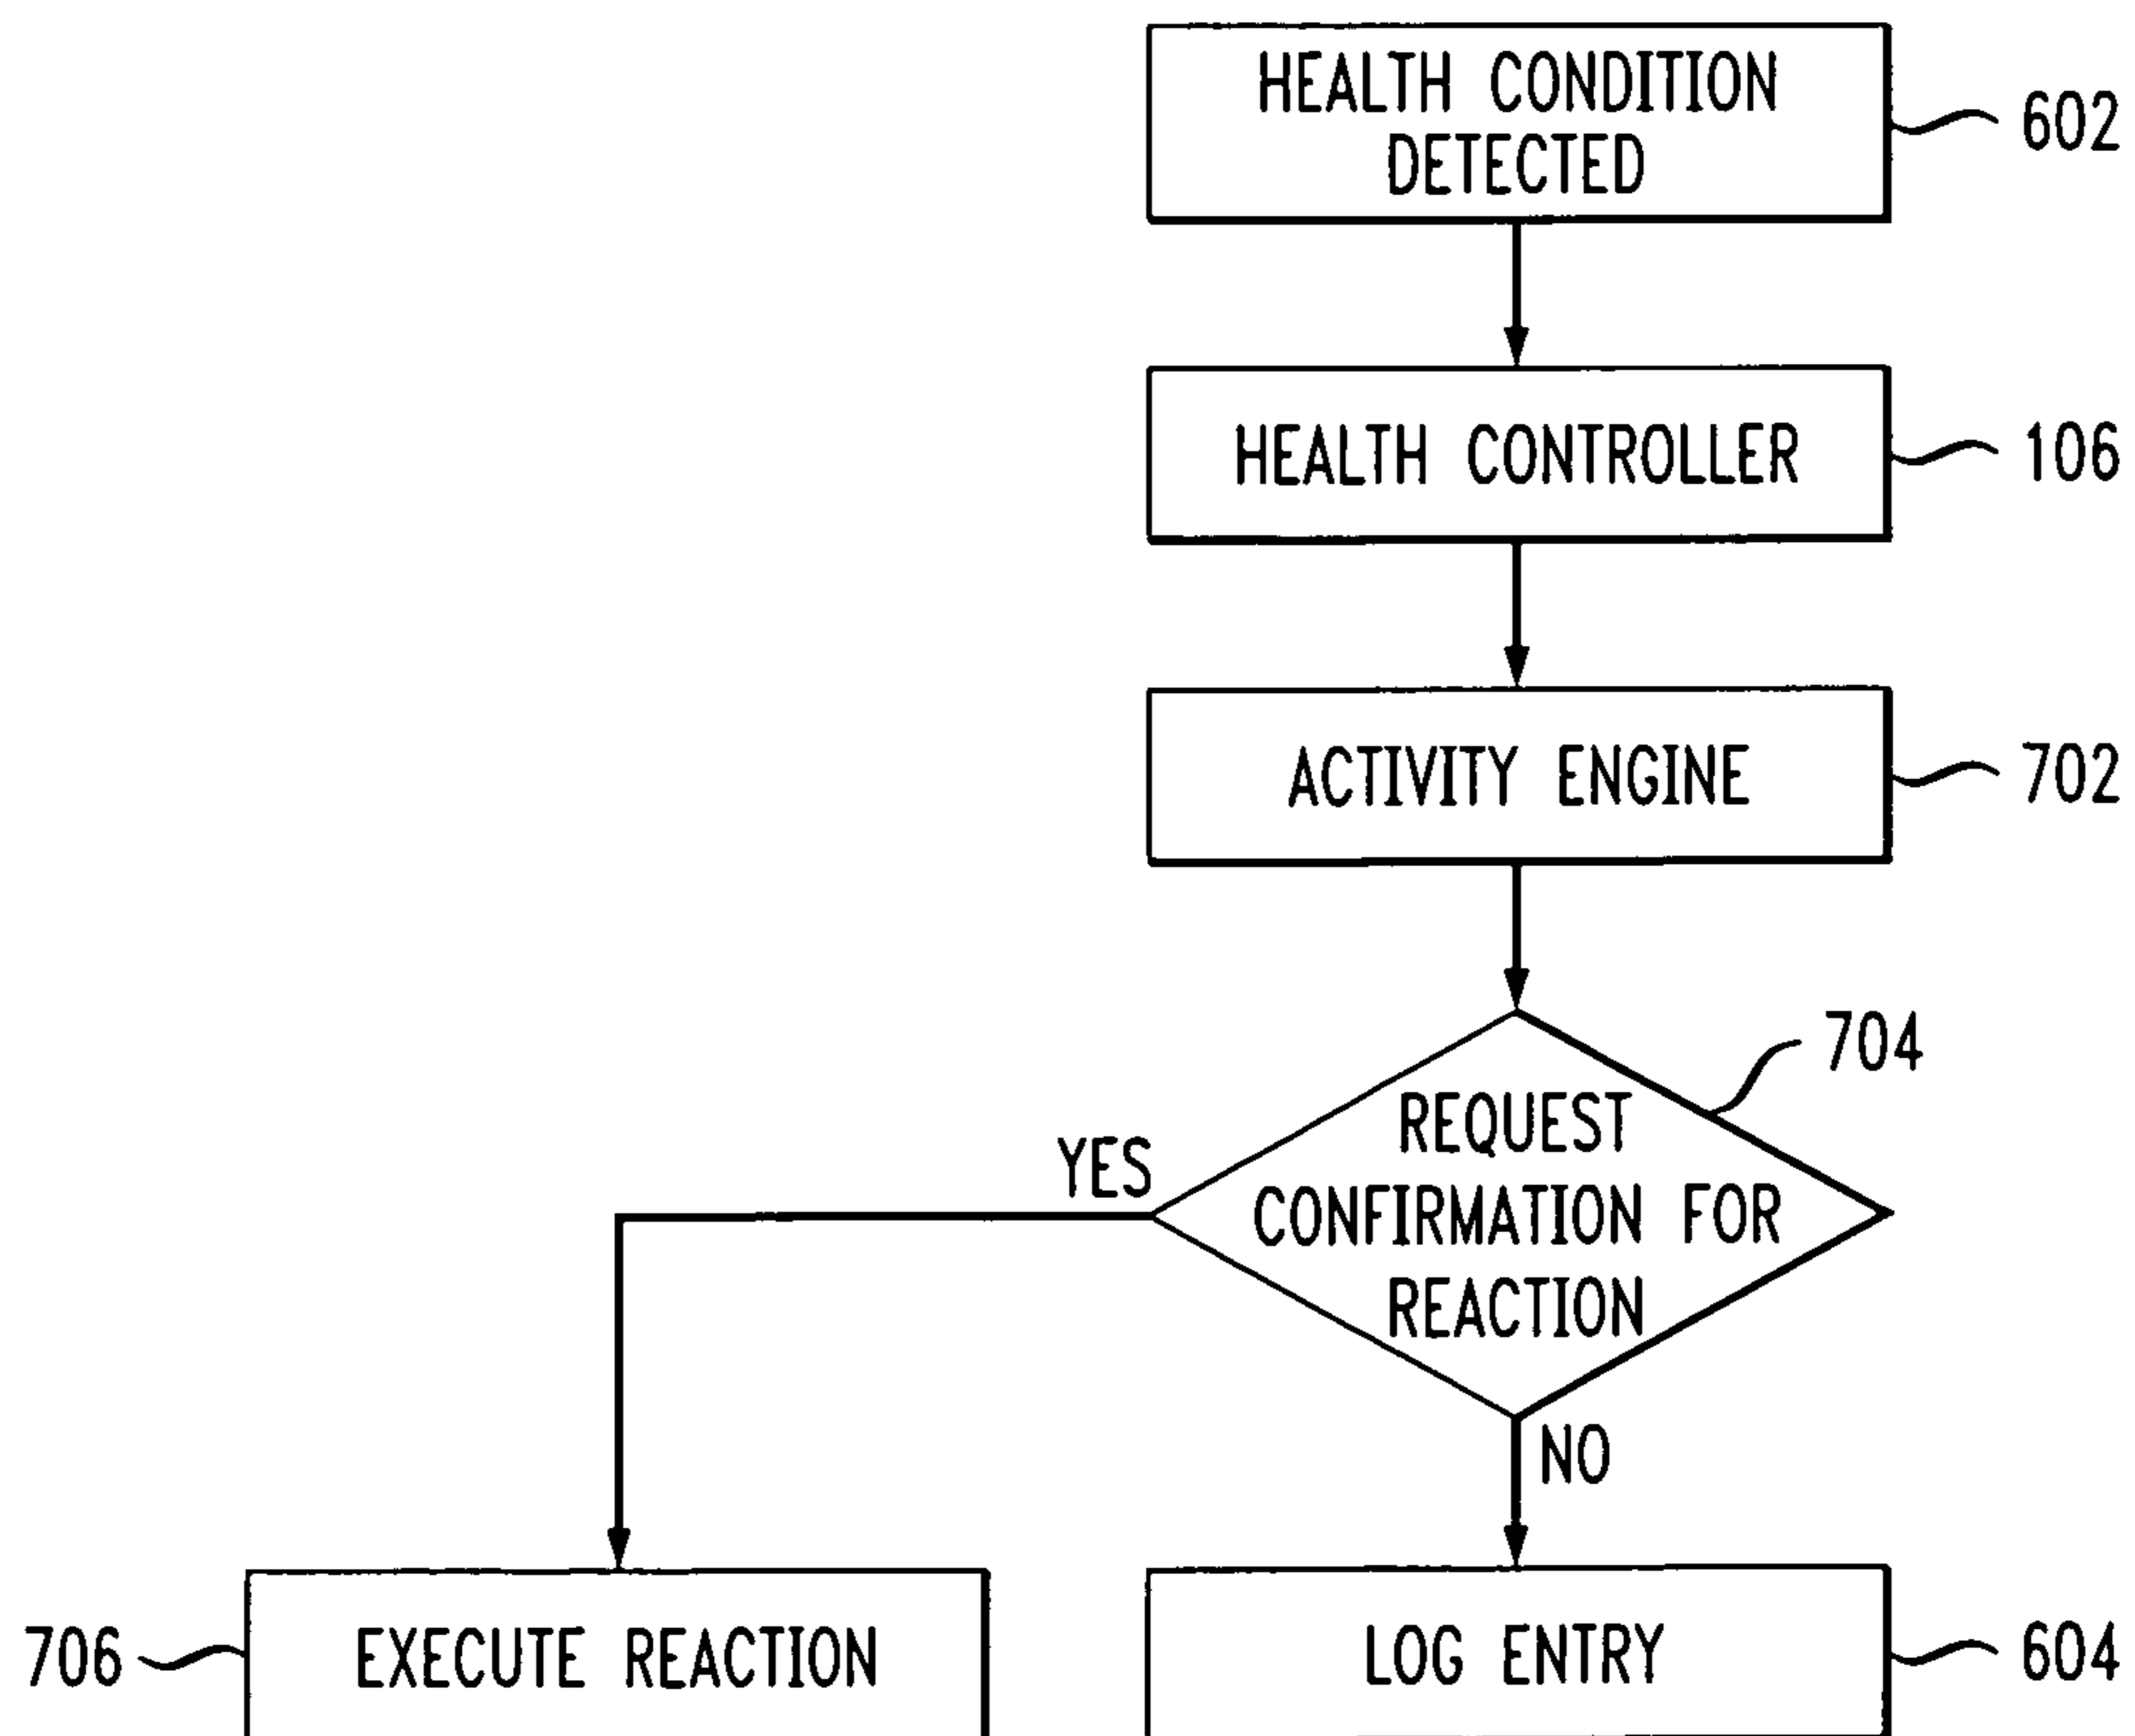 HEALTH CONDITION
DETECTED
602
HEALTH CONTROLLER
106
ACTIVITY ENGINE
702
704
REQUEST
CONFIRMATION FOR
REACTION
YES
NO
706
EXECUTE REACTION
LOG ENTRY
604